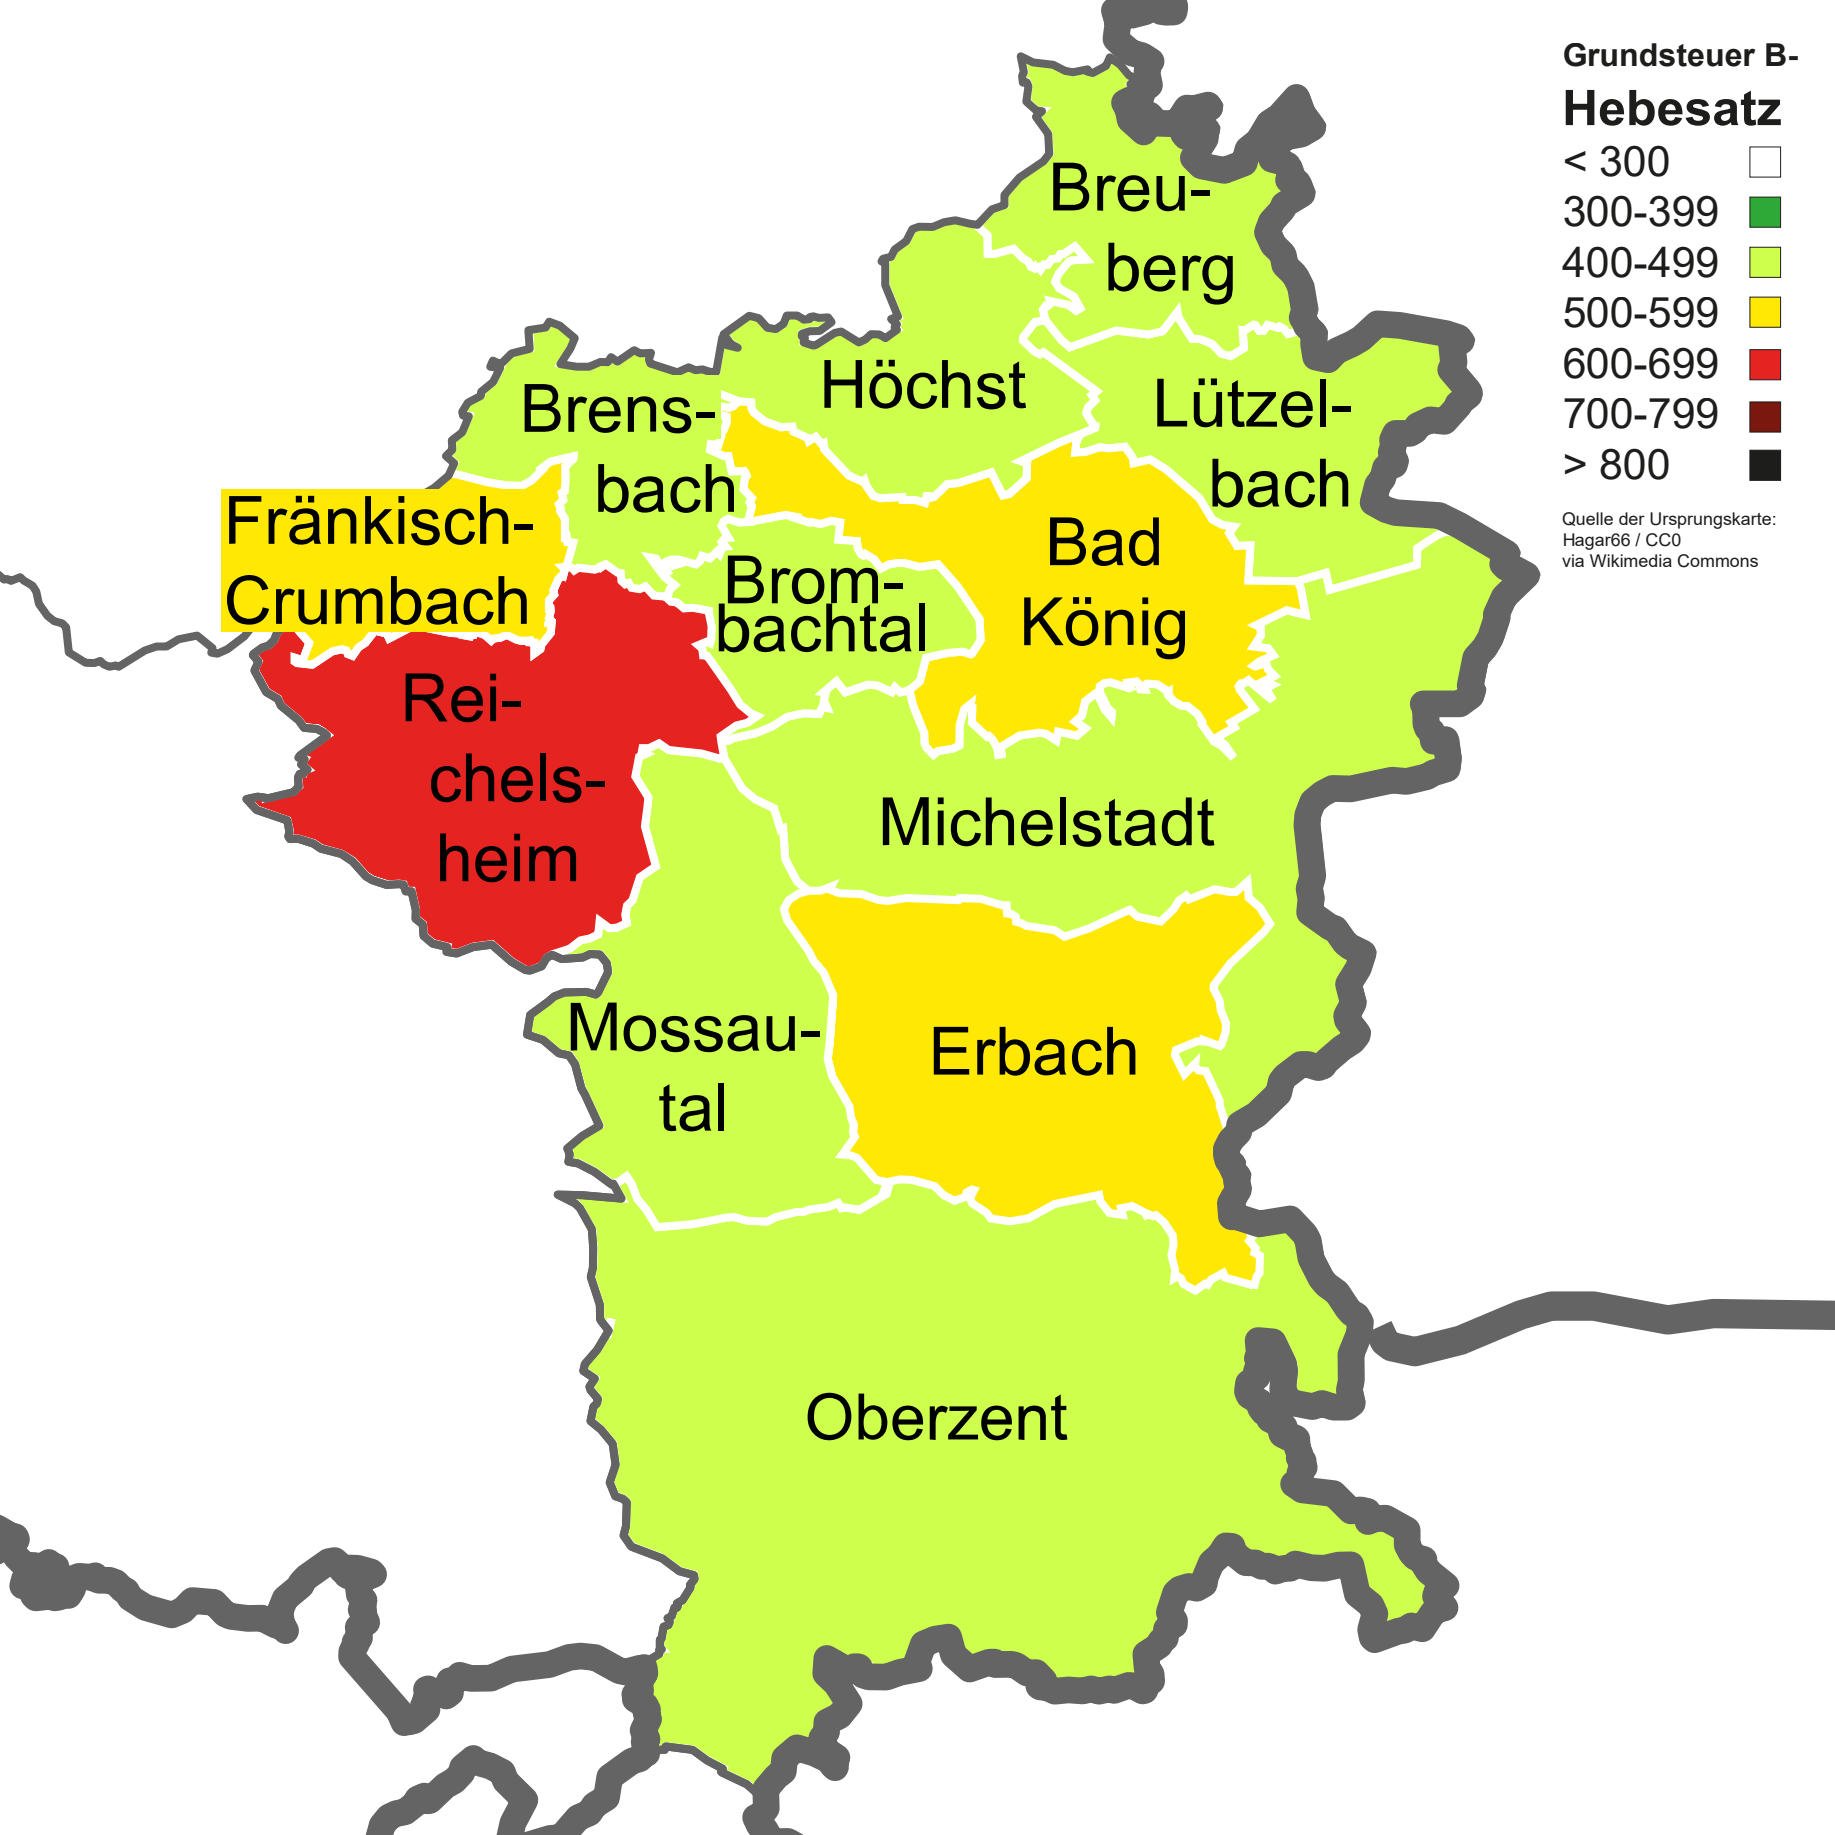 Grundsteuer B-
Hebesatz
< 300
300-399
400-499
500-599
600-699
700-799
> 800
Quelle der Ursprungskarte:
Hagar66 / CC0
via Wikimedia Commons
Breu-
berg
Höchst
Lützel-
bach
Brens-
bach
Fränkisch-
Crumbach
Bad
König
Brom-
bachtal
Rei-
chels-
heim
Michelstadt
Mossau-
tal
Erbach
Oberzent